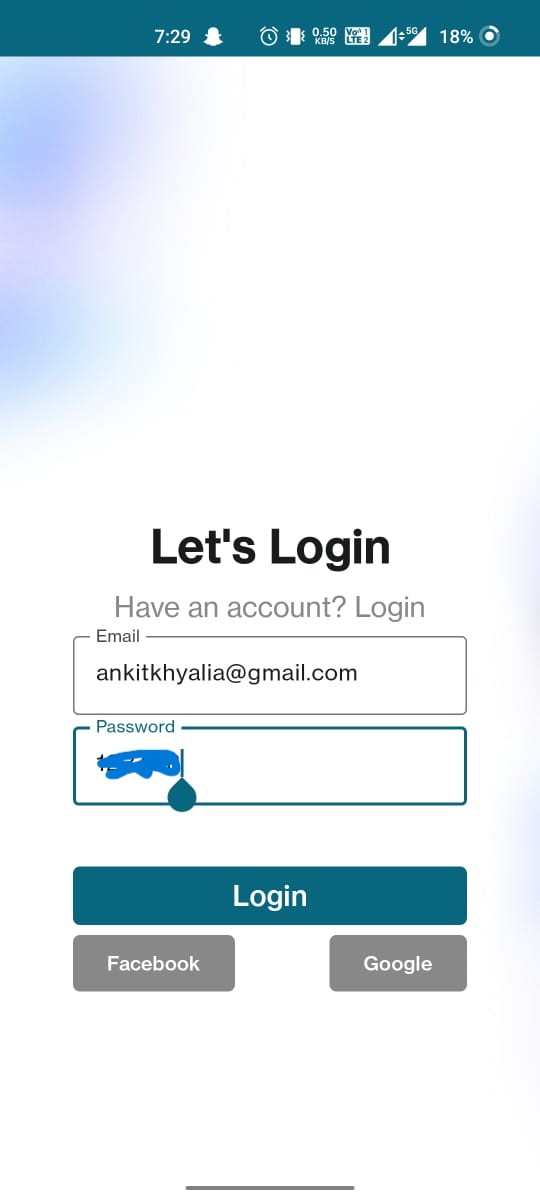 7:29 0.50 KB/S Vo 1 LTE 2 5G 18%
Let's Login
Have an account? Login
Email
ankitkhyalia@gmail.com
Password
Login
Facebook Google